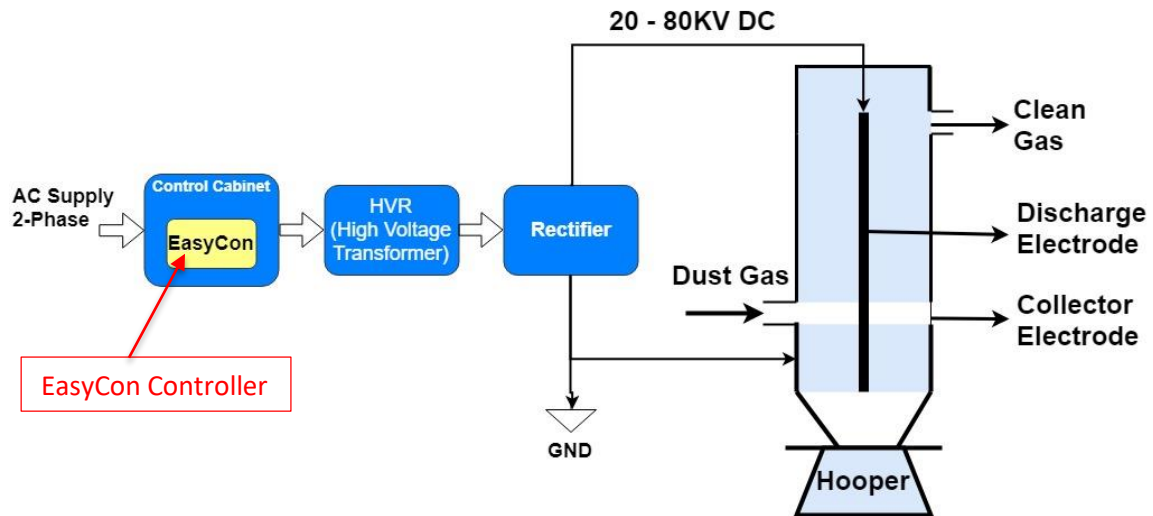 20 - 80KV DC
AC Supply
2-Phase
Control Cabinet
EasyCon
HVR
(High Voltage
Transformer)
Rectifier
EasyCon Controller
GND
Dust Gas
Clean
Gas
Discharge
Electrode
Collector
Electrode
Hooper